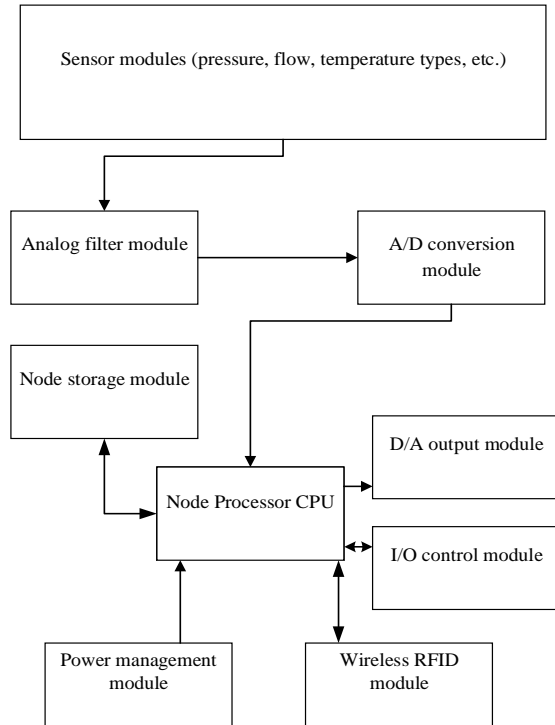 Sensor modules (pressure, flow, temperature types, etc.)
Analog filter module
A/D conversion
module
Node storage module
D/A output module
Node Processor CPU
I/O control module
Power management
module
Wireless RFID
module